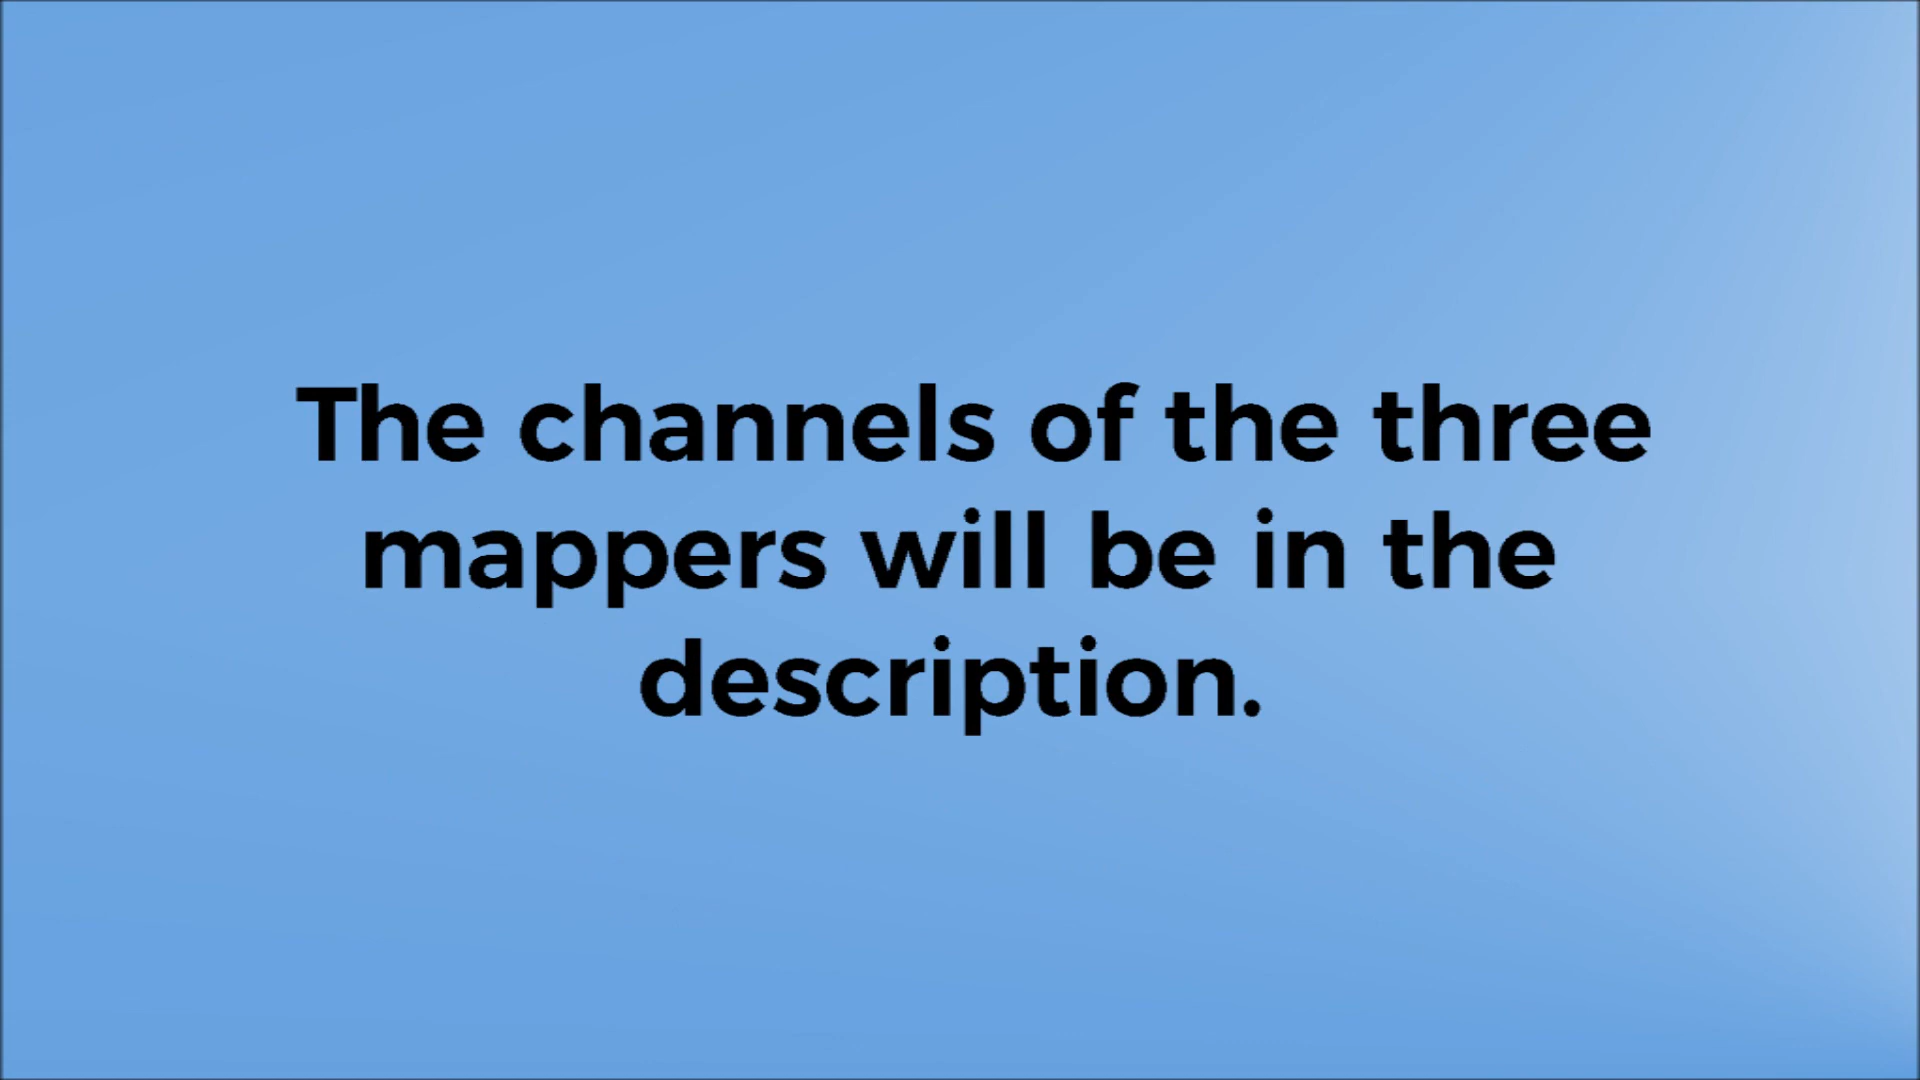 The channels of the three
mappers will be in the
description.